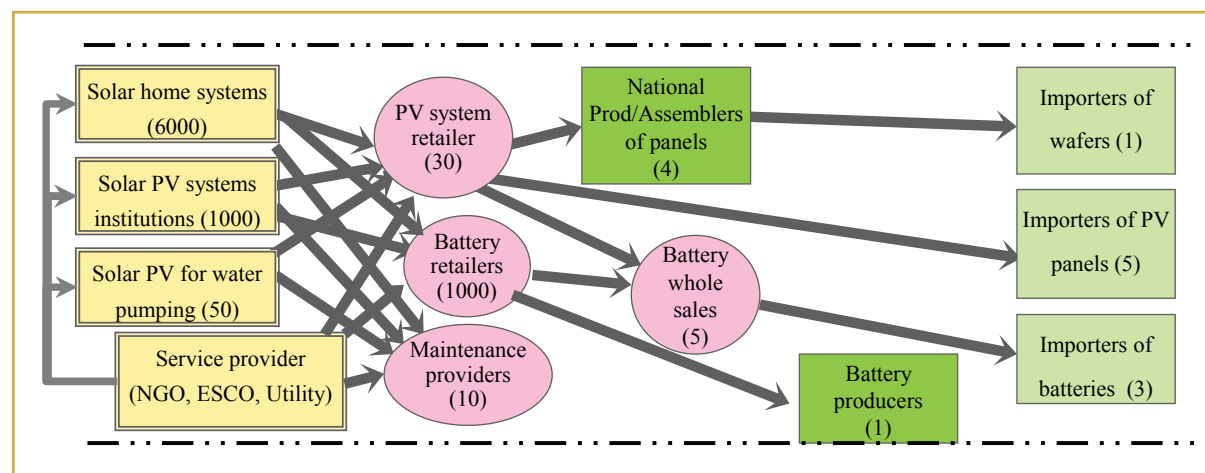 Solar home systems
(6000)
Solar PV systems
institutions (1000)
Solar PV for water
pumping (50)
Service provider
(NGO, ESCO, Utility)
PV system
retailer
(30)
Battery
retailers
(1000)
Maintenance
providers
(10)
National
Prod/Assemblers
of panels
(4)
Battery
whole
sales
(5)
Battery
producers
(1)
Importers of
wafers (1)
Importers of PV
panels (5)
Importers of
batteries (3)